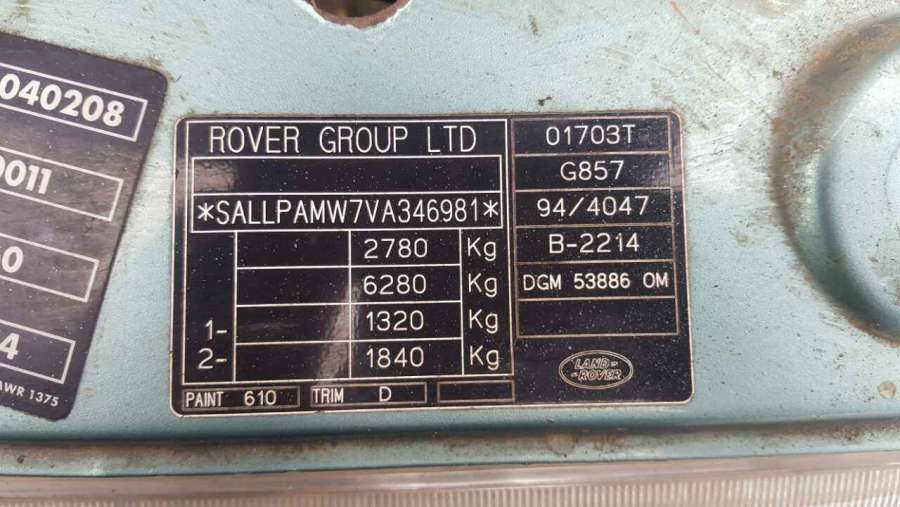 040208
0011
0
4
AWR 1375
ROVER GROUP LTD
*SALLPAMW7VA346981*
2780 Kg
6280 Kg
1- 1320 Kg
2- 1840 Kg
PAINT 610 TRIM D
01703T
G857
94/4047
B-2214
DGM 53886 OM
LAND-
-ROVER